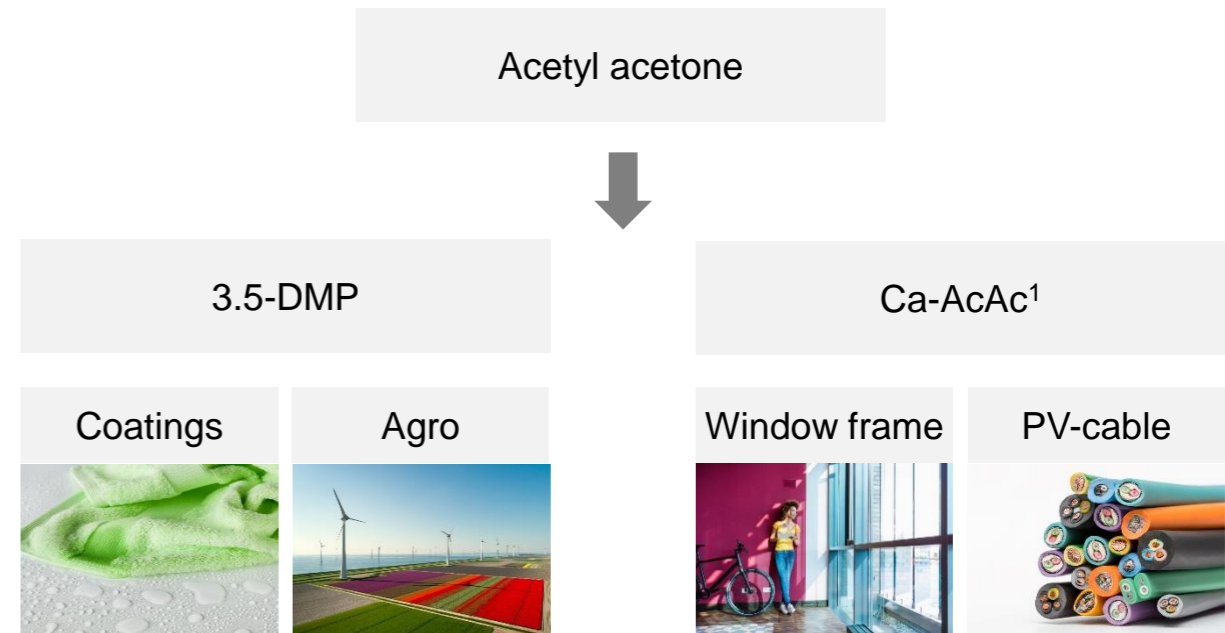 Acetyl acetone
3.5-DMP
Ca-AcAc¹
Coatings
Agro
Window frame
PV-cable